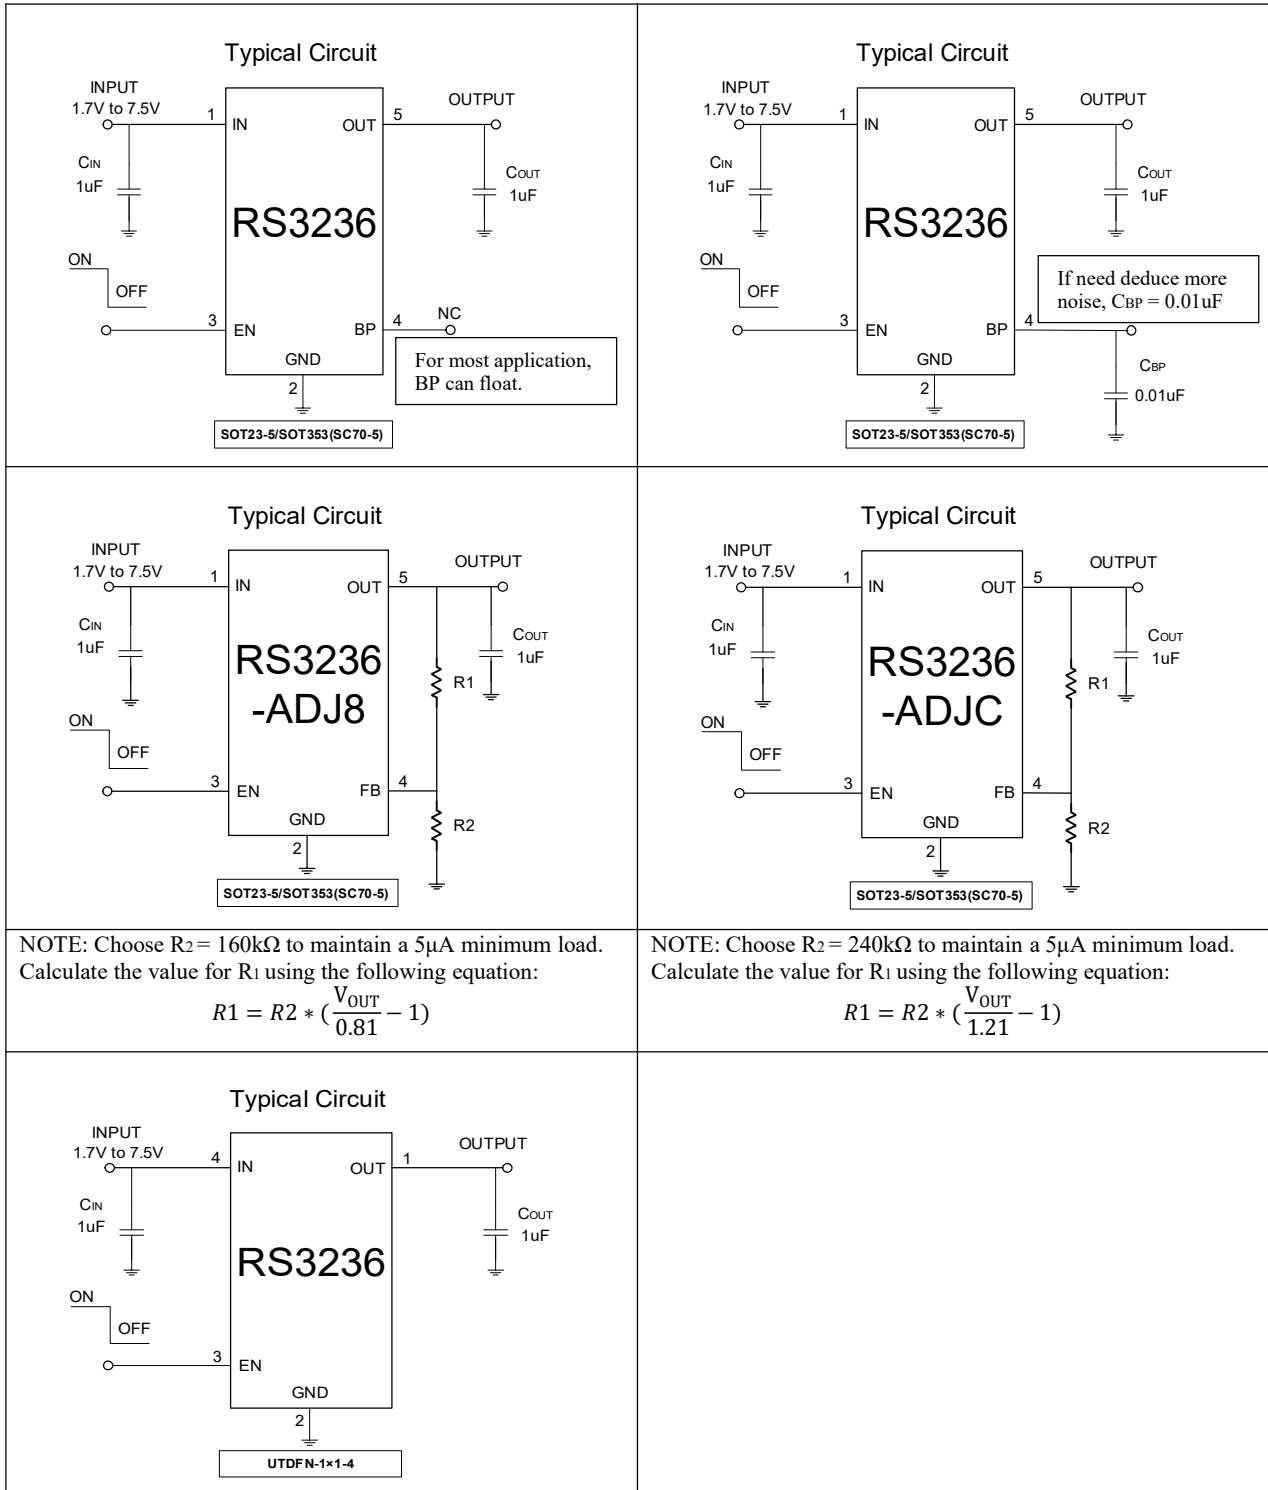 Typical Circuit
INPUT
1.7V to 7.5V
1
IN
OUT
5
OUTPUT
CIN
1uF
COUT
1uF
RS3236
ON
OFF
3
EN
BP
4
NC
GND
2
For most application,
BP can float.
SOT23-5/SOT353(SC70-5)
Typical Circuit
INPUT
1.7V to 7.5V
1
IN
OUT
5
OUTPUT
CIN
1uF
COUT
1uF
RS3236
ON
OFF
If need deduce more
noise, CBP = 0.01uF
3
EN
BP
4
GND
2
CBP
0.01uF
SOT23-5/SOT353(SC70-5)
Typical Circuit
INPUT
1.7V to 7.5V
1
IN
OUT
5
OUTPUT
CIN
1uF
COUT
1uF
RS3236
-ADJ8
R1
ON
OFF
3
EN
FB
4
GND
2
R2
SOT23-5/SOT353(SC70-5)
Typical Circuit
INPUT
1.7V to 7.5V
1
IN
OUT
5
OUTPUT
CIN
1uF
COUT
1uF
RS3236
-ADJC
R1
ON
OFF
3
EN
FB
4
GND
2
R2
SOT23-5/SOT353(SC70-5)
NOTE: Choose R2 = 160kΩ to maintain a 5μA minimum load.
Calculate the value for R1 using the following equation:
R1 = R2 * (VOUT/0.81 − 1)
NOTE: Choose R2 = 240kΩ to maintain a 5μA minimum load.
Calculate the value for R1 using the following equation:
R1 = R2 * (VOUT/1.21 − 1)
Typical Circuit
INPUT
1.7V to 7.5V
4
IN
OUT
1
OUTPUT
CIN
1uF
COUT
1uF
RS3236
ON
OFF
3
EN
GND
2
UTDFN-1×1-4